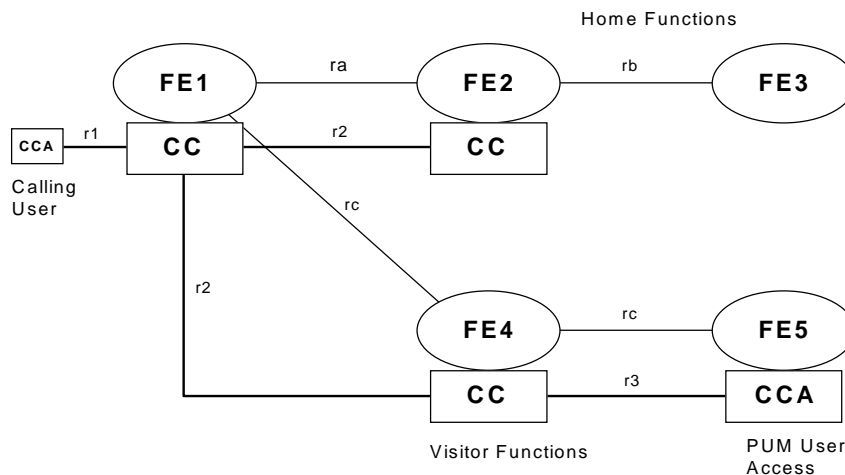 Home Functions
FE1
ra
FE2
rb
FE3
CCA
r1
CC
r2
CC
Calling
User
rc
r2
FE4
rc
FE5
CC
r3
CCA
Visitor Functions
PUM User
Access